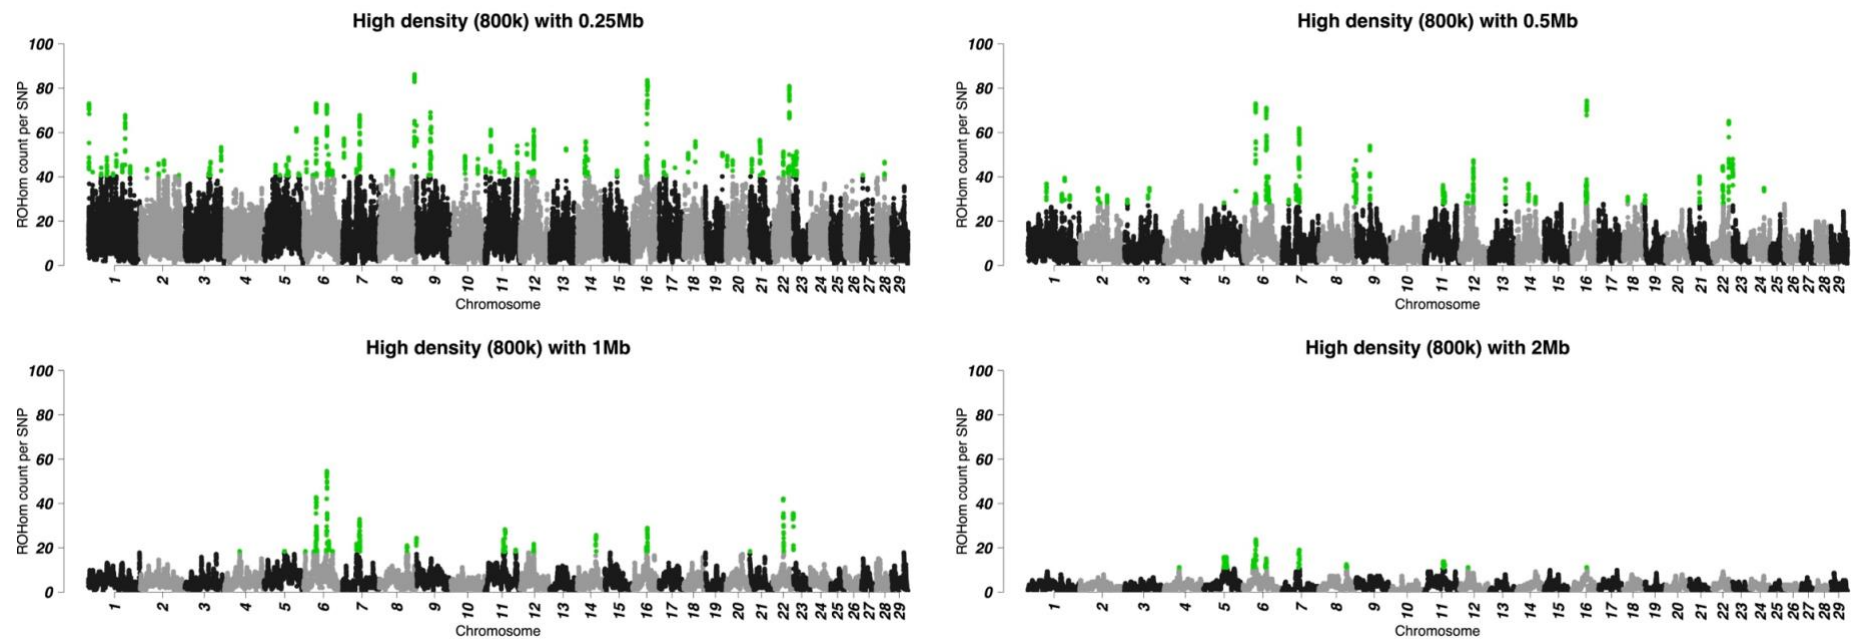 High density (800k) with 0.25Mb
ROHom count per SNP
100
80
60
40
20
0
1 2 3 4 5 6 7 8 9 10 11 12 13 14 16 17 18 19 20 21 22 23 24 25 26 27 28 29
Chromosome
High density (800k) with 0.5Mb
ROHom count per SNP
100
80
60
40
20
0
1 2 3 4 5 6 7 8 9 10 11 12 13 14 15 16 17 18 19 20 21 22 23 24 25 26 27 28 29
Chromosome
High density (800k) with 1Mb
ROHom count per SNP
100
80
60
40
20
0
1 2 3 4 5 6 7 8 9 10 11 12 13 14 15 16 17 18 19 20 21 22 23 24 25 26 27 28 29
Chromosome
High density (800k) with 2Mb
ROHom count per SNP
100
80
60
40
20
0
1 2 3 4 5 6 7 8 9 10 11 12 13 14 15 16 17 18 19 20 21 22 23 24 25 26 27 28 29
Chromosome